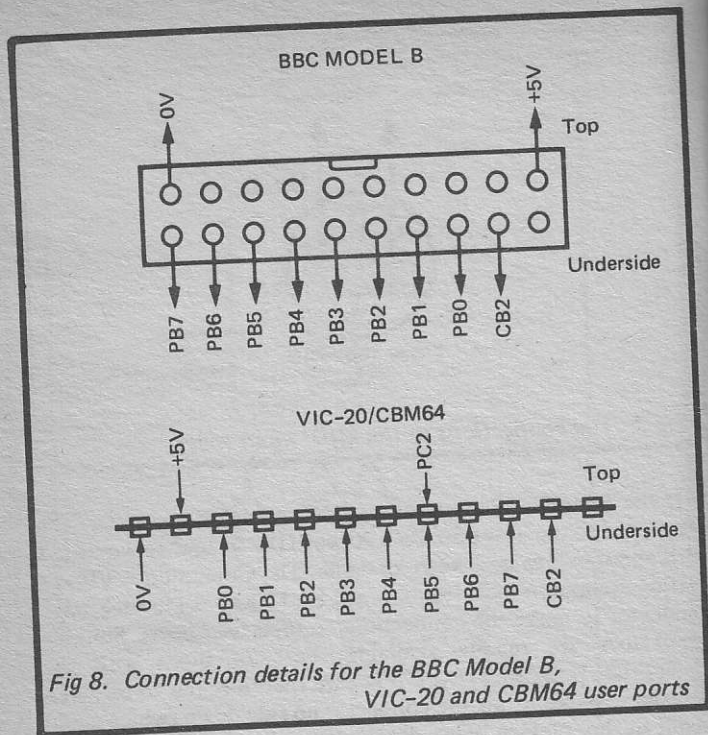 BBC MODEL B
0V
+5V
Top
Underside
PB7 PB6 PB5 PB4 PB3 PB2 PB1 PB0 CB2
VIC-20/CBM64
+5V
PC2
Top
Underside
0V PB0 PB1 PB2 PB3 PB4 PB5 PB6 PB7 CB2
Fig 8. Connection details for the BBC Model B,
VIC-20 and CBM64 user ports